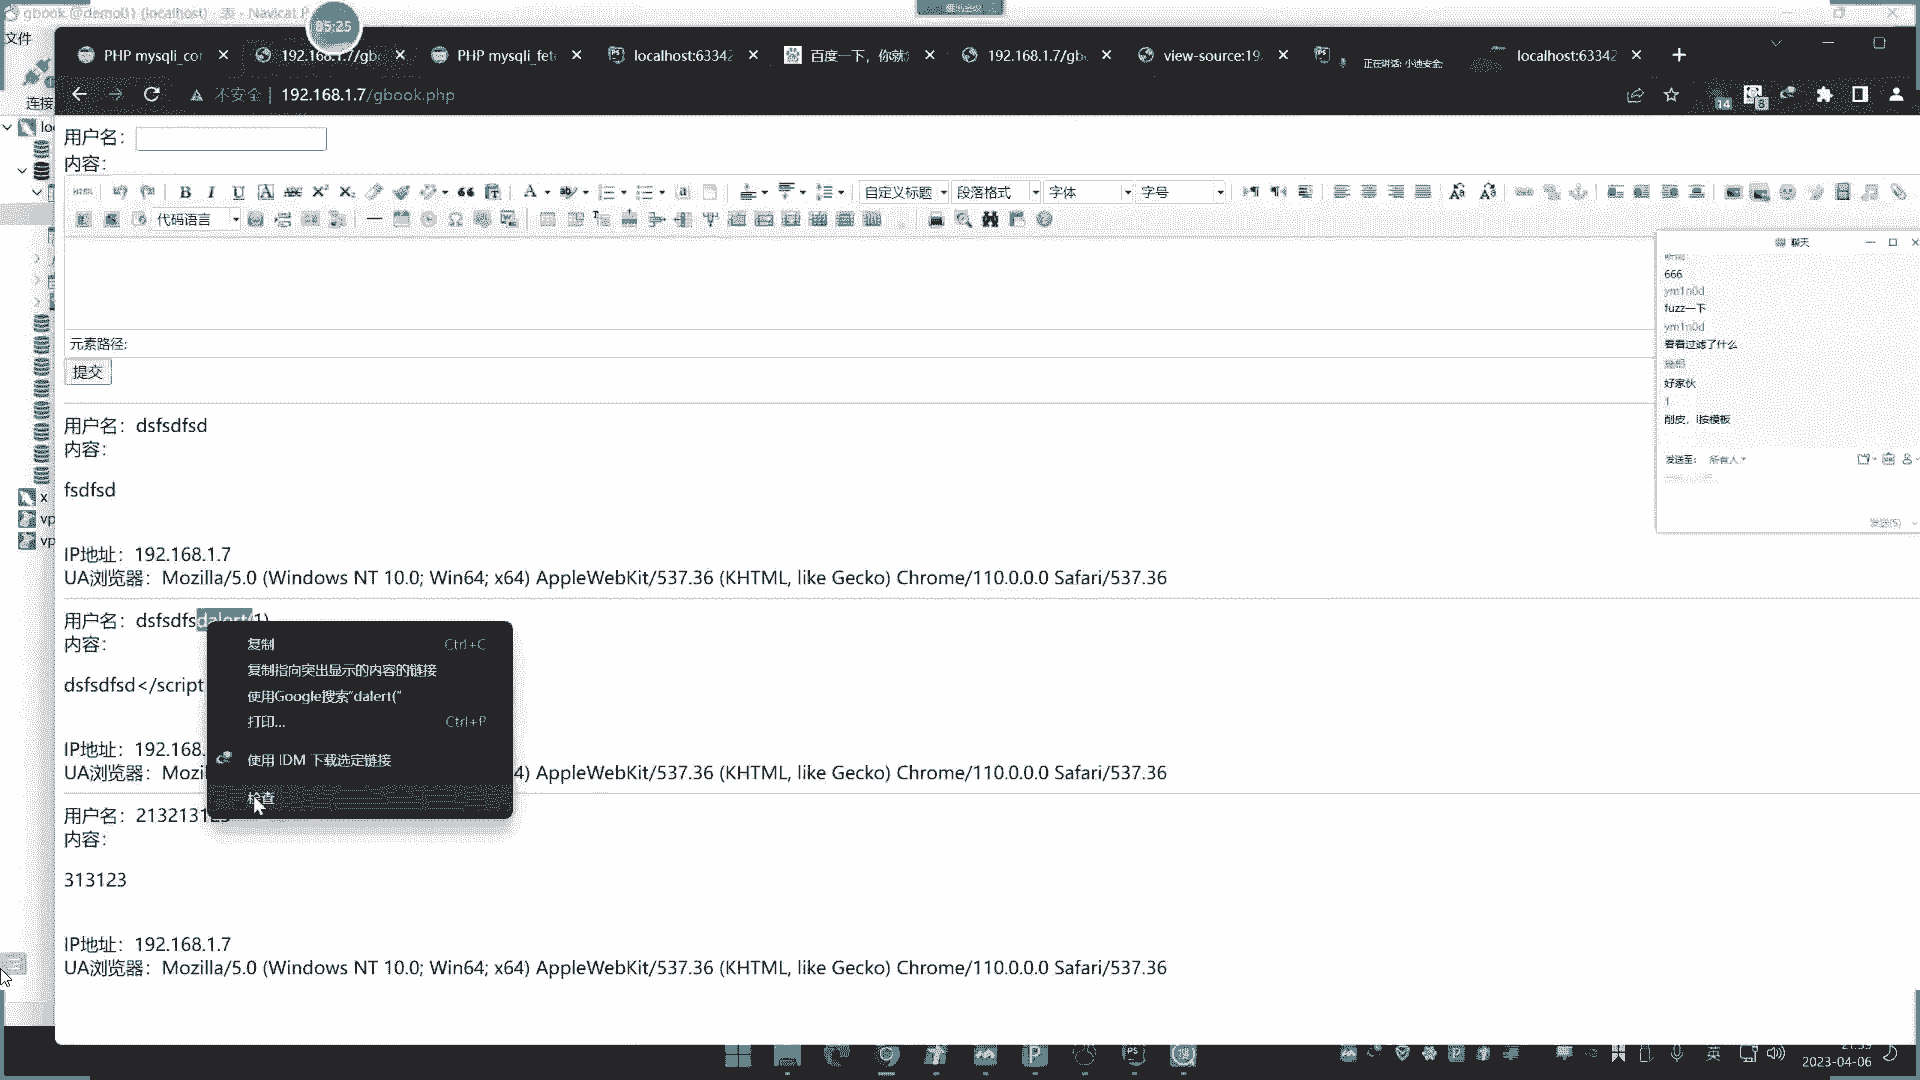 gbook @demo01 (localhost) - 表 - Navicat P
05:25
文件
连接
PHP mysqli_cor
192.168.1.7/gb
PHP mysqli_fet
localhost:63342
百度一下，你就
192.168.1.7/gb
view-source:19
正在讲话: 小迪安全;
localhost:63342
不安全 | 192.168.1.7/gbook.php
14
8
用户名：
内容：
HTML
自定义标题
段落格式
字体
字号
代码语言
元素路径:
提交
用户名：dsfsdfsd
内容：
fsdfsd
IP地址：192.168.1.7
UA浏览器：Mozilla/5.0 (Windows NT 10.0; Win64; x64) AppleWebKit/537.36 (KHTML, like Gecko) Chrome/110.0.0.0 Safari/537.36
用户名：dsfsdfsdalert(1)
内容：
dsfsdfsd</script
IP地址：192.168.
UA浏览器：Mozi
4) AppleWebKit/537.36 (KHTML, like Gecko) Chrome/110.0.0.0 Safari/537.36
复制 Ctrl+C
复制指向突出显示的内容的链接
使用Google搜索"dalert("
打印... Ctrl+P
使用 IDM 下载选定链接
检查
用户名：213213123
内容：
313123
IP地址：192.168.1.7
UA浏览器：Mozilla/5.0 (Windows NT 10.0; Win64; x64) AppleWebKit/537.36 (KHTML, like Gecko) Chrome/110.0.0.0 Safari/537.36
聊天
666
ym1n0d
fuzz一下
ym1n0d
看看过滤了什么
好家伙
1
削皮，i按模板
发送至: 所有人
发送(S)
lo
x
vp
vp
英
21:35
2023-04-06